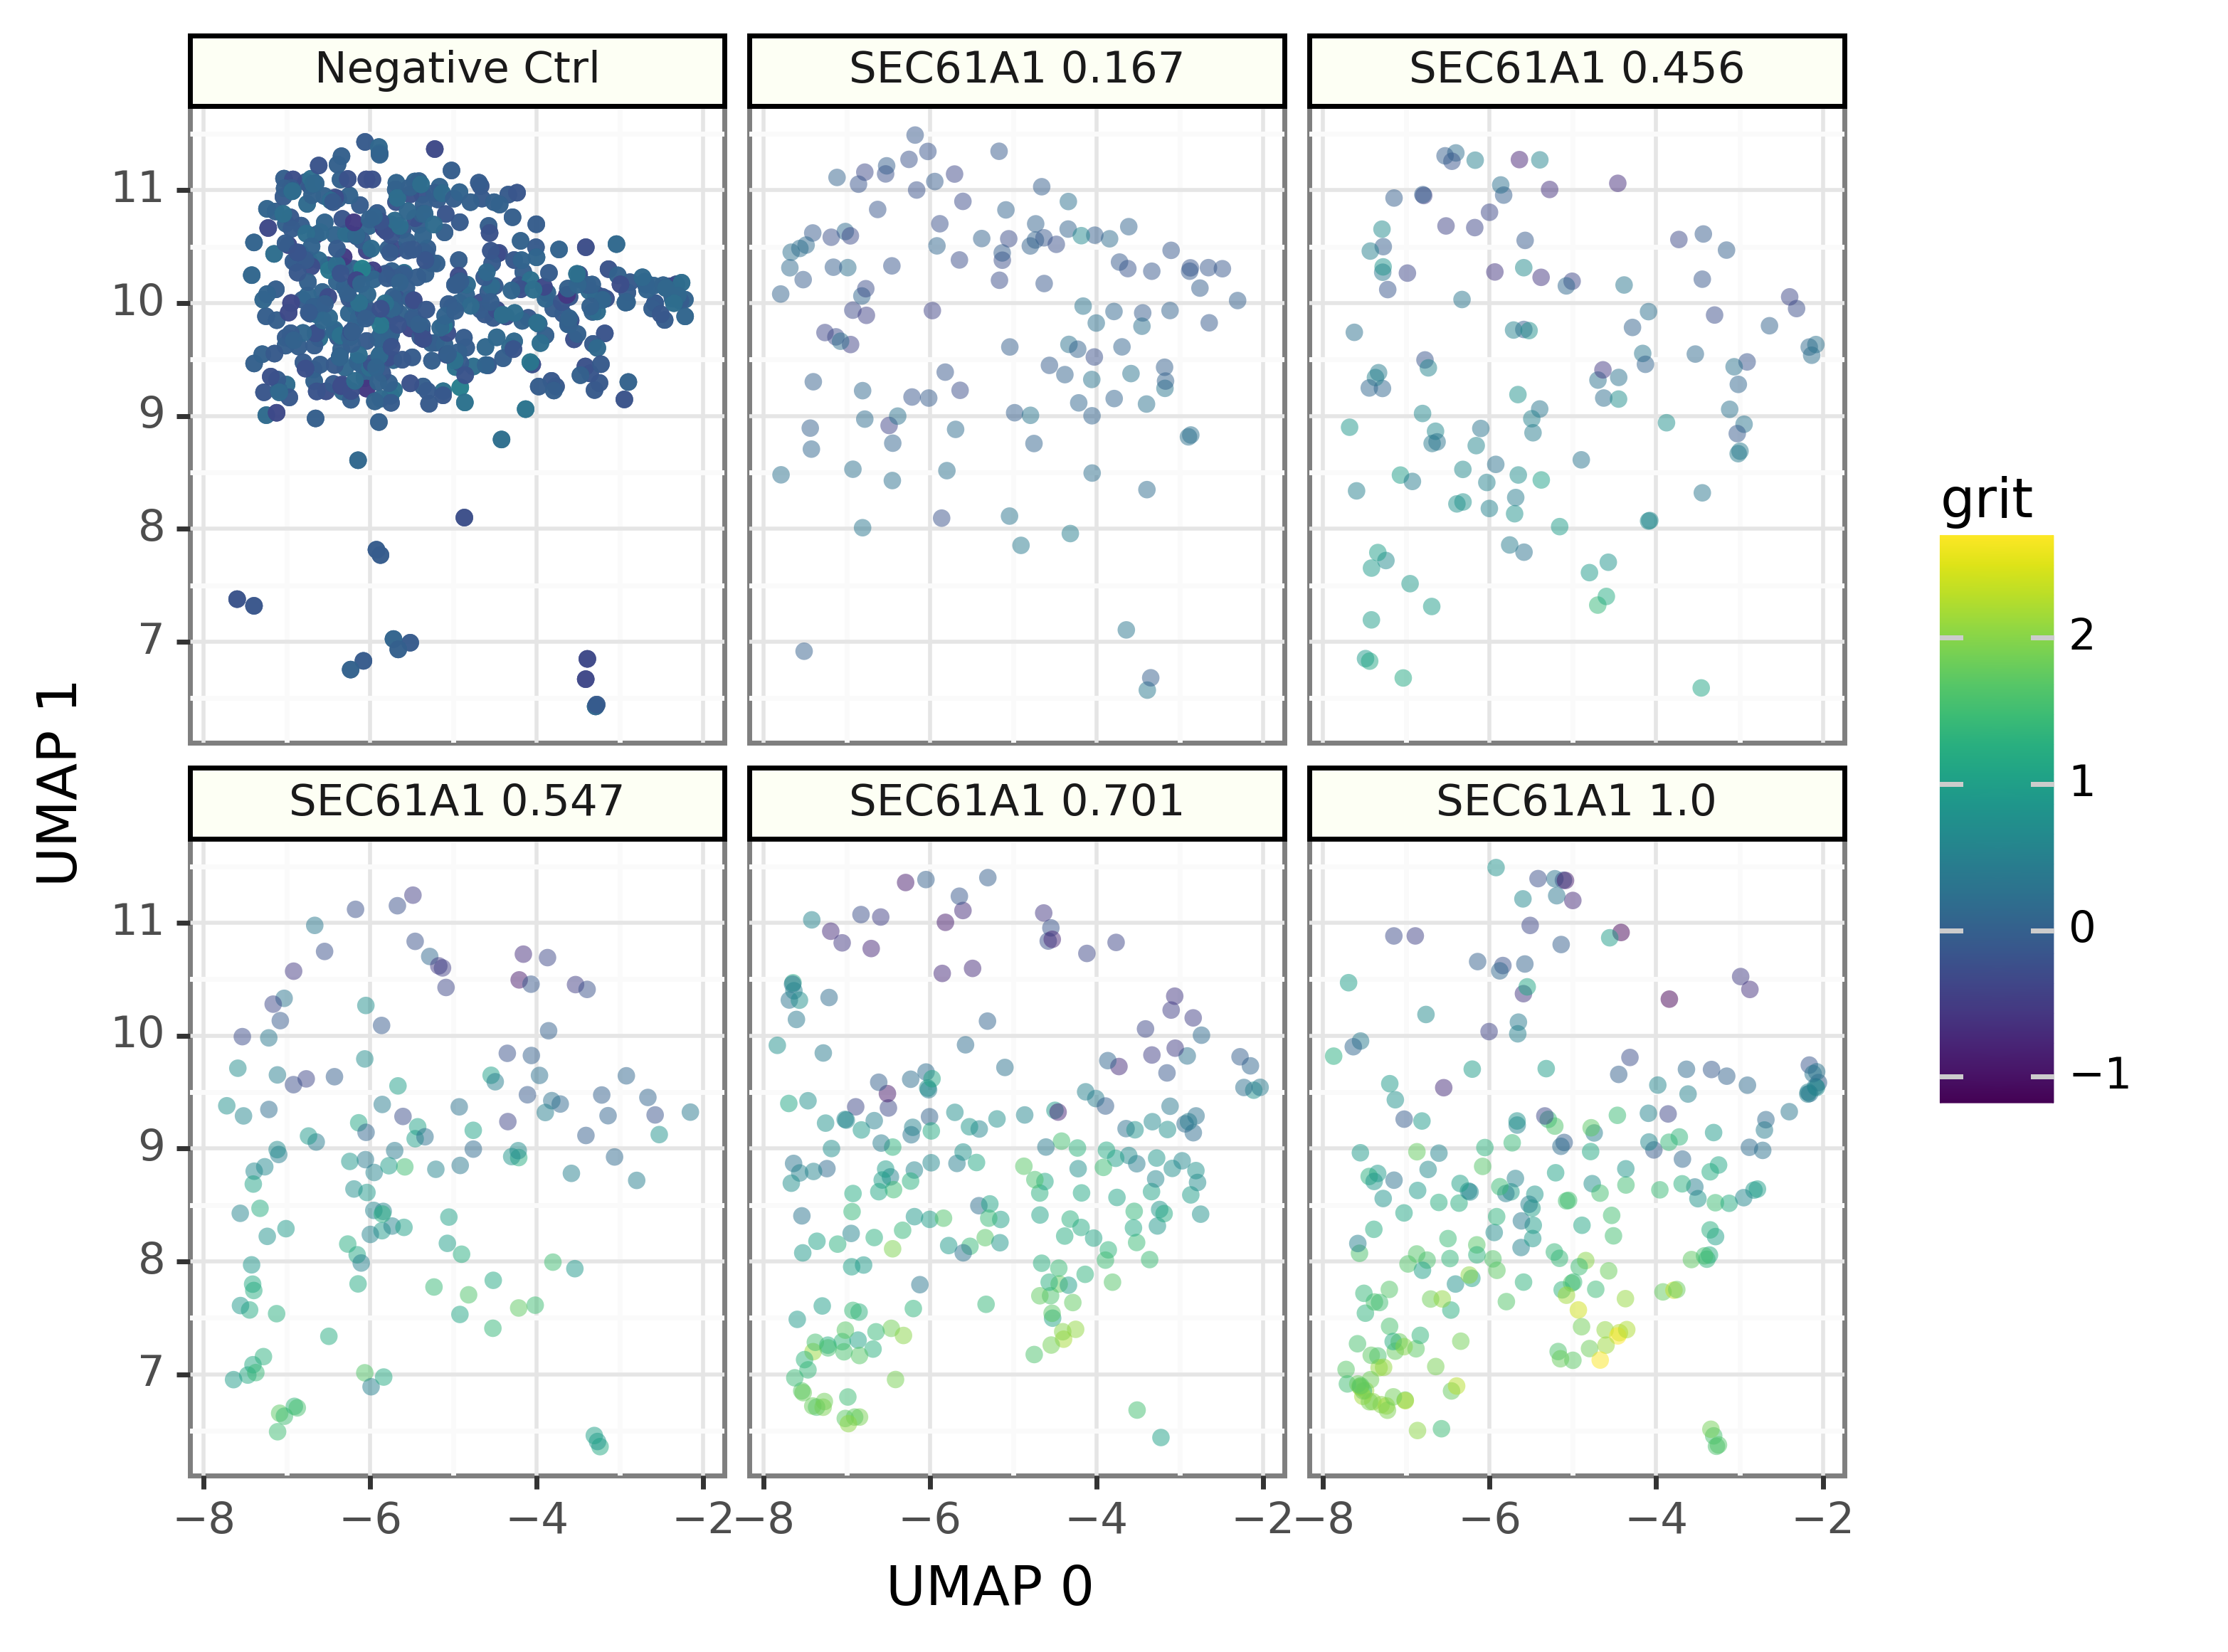 Negative Ctrl
SEC61A1 0.167
SEC61A1 0.456
11
10
9
8
7
SEC61A1 0.547
SEC61A1 0.701
SEC61A1 1.0
11
10
9
8
7
−8
−6
−4
−2
−8
−6
−4
−2
−8
−6
−4
−2
UMAP 0
UMAP 1
grit
2
1
0
−1